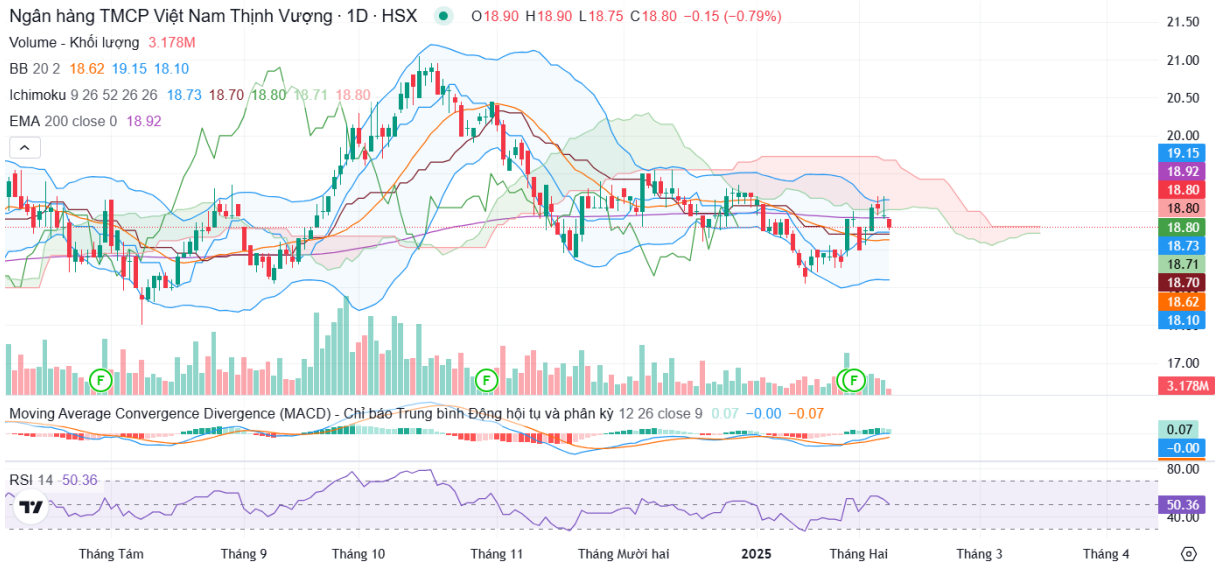 Ngân hàng TMCP Việt Nam Thịnh Vượng · 1D · HSX O18.90 H18.90 L18.75 C18.80 −0.15 (−0.79%)
Volume - Khối lượng 3.178M
BB 20 2 18.62 19.15 18.10
Ichimoku 9 26 52 26 26 18.73 18.70 18.80 18.71 18.80
EMA 200 close 0 18.92
21.50
21.00
20.50
20.00
19.15
18.92
18.80
18.80
18.80
18.73
18.71
18.70
18.62
18.10
17.00
3.178M
F F F
Moving Average Convergence Divergence (MACD) - Chỉ báo Trung bình Động hội tụ và phân kỳ 12 26 close 9 0.07 −0.00 −0.07
0.07
−0.00
RSI 14 50.36
80.00
50.36
40.00
Tháng Tám Tháng 9 Tháng 10 Tháng 11 Tháng Mười hai 2025 Tháng Hai Tháng 3 Tháng 4